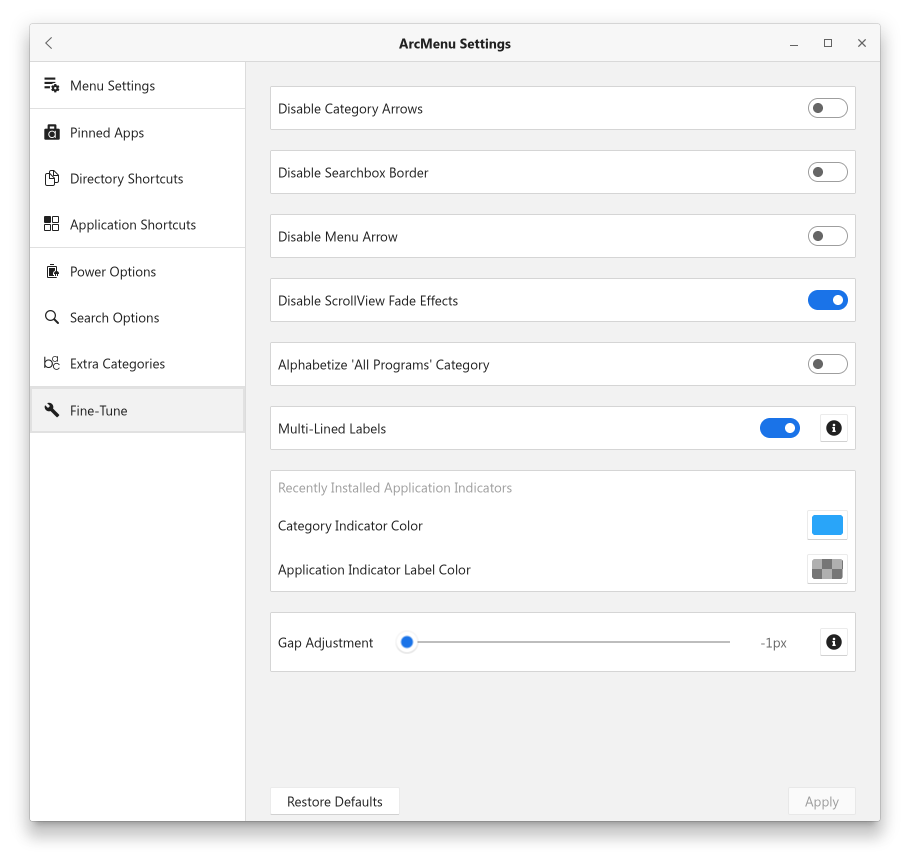 ArcMenu Settings
Menu Settings
Pinned Apps
Directory Shortcuts
Application Shortcuts
Power Options
Search Options
Extra Categories
Fine-Tune
Disable Category Arrows
Disable Searchbox Border
Disable Menu Arrow
Disable ScrollView Fade Effects
Alphabetize 'All Programs' Category
Multi-Lined Labels
Recently Installed Application Indicators
Category Indicator Color
Application Indicator Label Color
Gap Adjustment -1px
Restore Defaults Apply